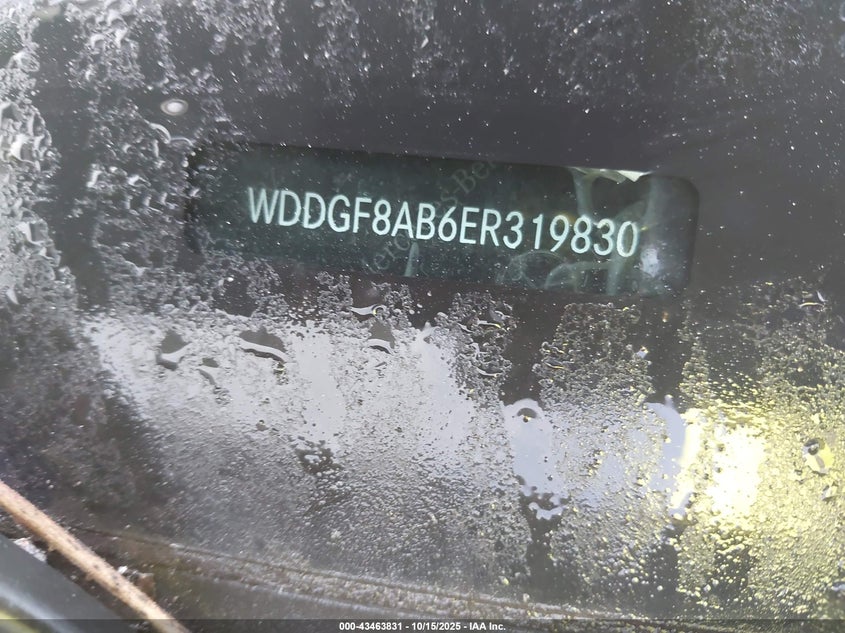 WDDGF8AB6ER319830
000-43463831 - 10/15/2025 - IAA Inc.